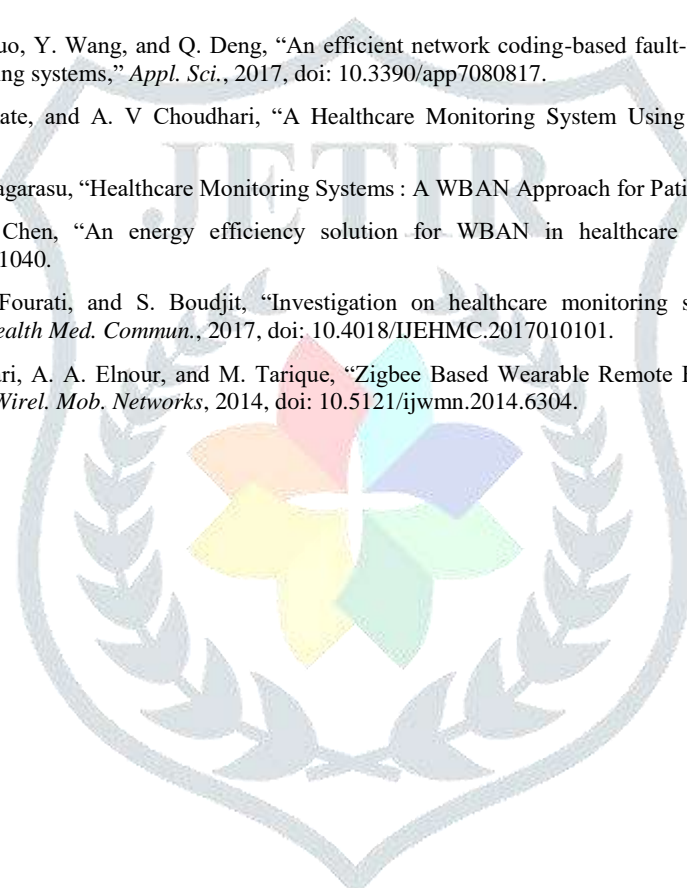 uo, Y. Wang, and Q. Deng, “An efficient network coding-based fault-
ing systems,” Appl. Sci., 2017, doi: 10.3390/app7080817.
ate, and A. V Choudhari, “A Healthcare Monitoring System Using
JETIR
agarasu, “Healthcare Monitoring Systems : A WBAN Approach for Pati
Chen, “An energy efficiency solution for WBAN in healthcare
1040.
Fourati, and S. Boudjit, “Investigation on healthcare monitoring s
ealth Med. Commun., 2017, doi: 10.4018/IJEHMC.2017010101.
ari, A. A. Elnour, and M. Tarique, “Zigbee Based Wearable Remote
Wirel. Mob. Networks, 2014, doi: 10.5121/ijwmn.2014.6304.